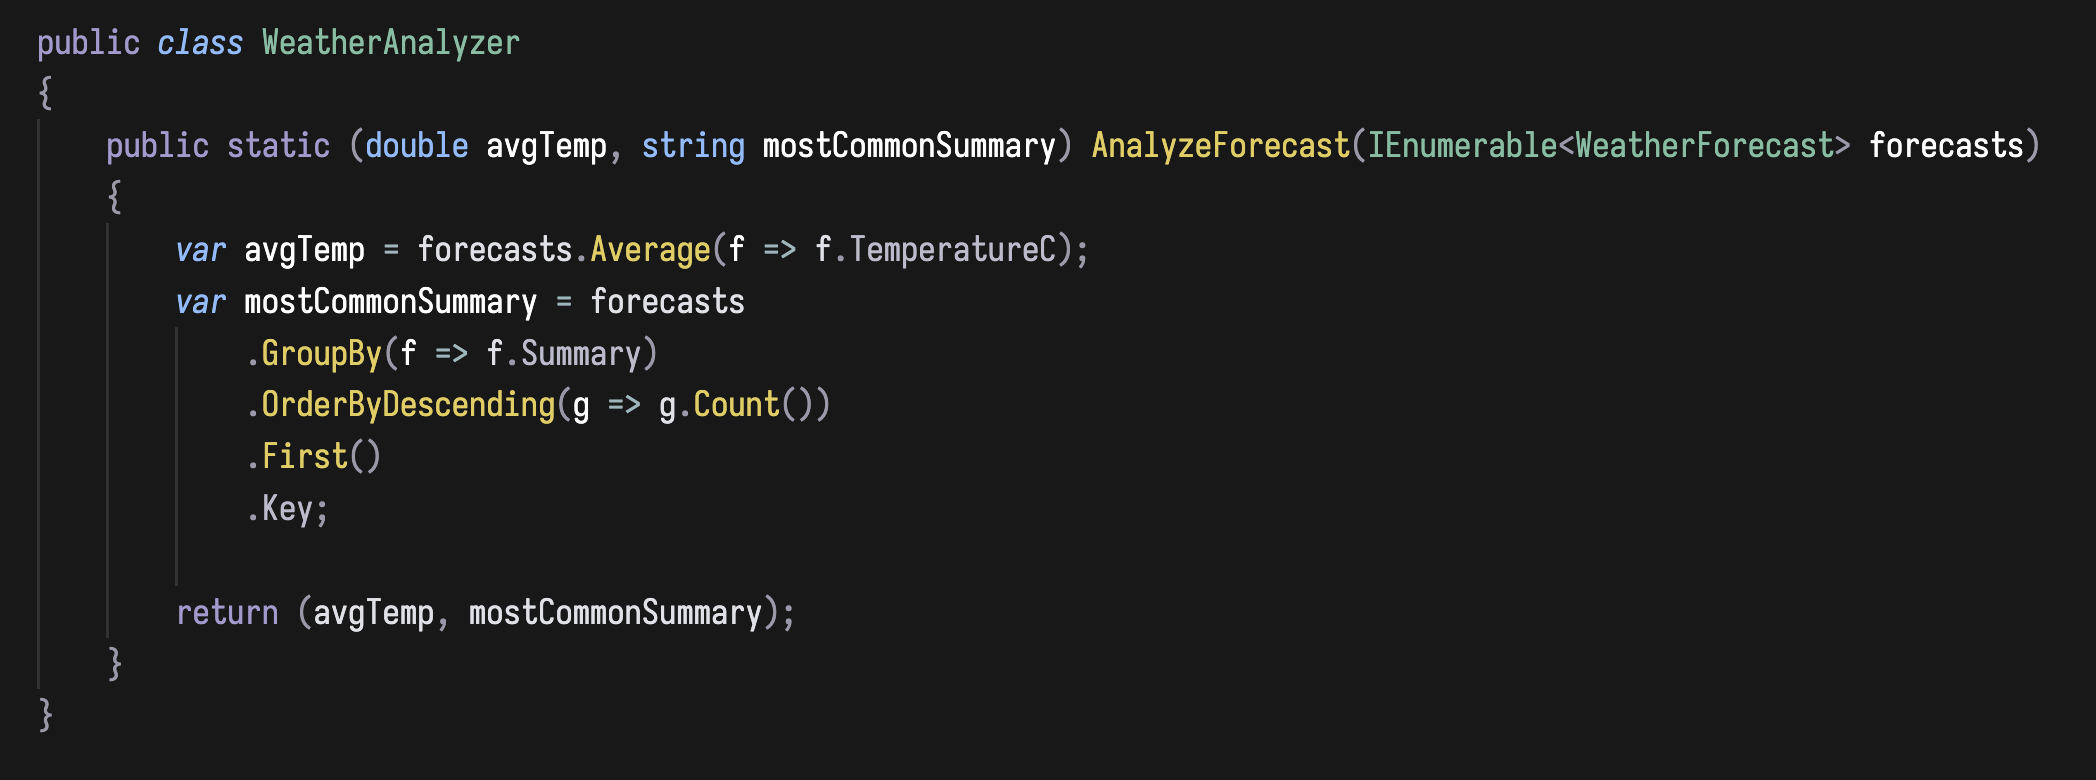 public class WeatherAnalyzer
{
    public static (double avgTemp, string mostCommonSummary) AnalyzeForecast(IEnumerable<WeatherForecast> forecasts)
    {
        var avgTemp = forecasts.Average(f => f.TemperatureC);
        var mostCommonSummary = forecasts
            .GroupBy(f => f.Summary)
            .OrderByDescending(g => g.Count())
            .First()
            .Key;

        return (avgTemp, mostCommonSummary);
    }
}